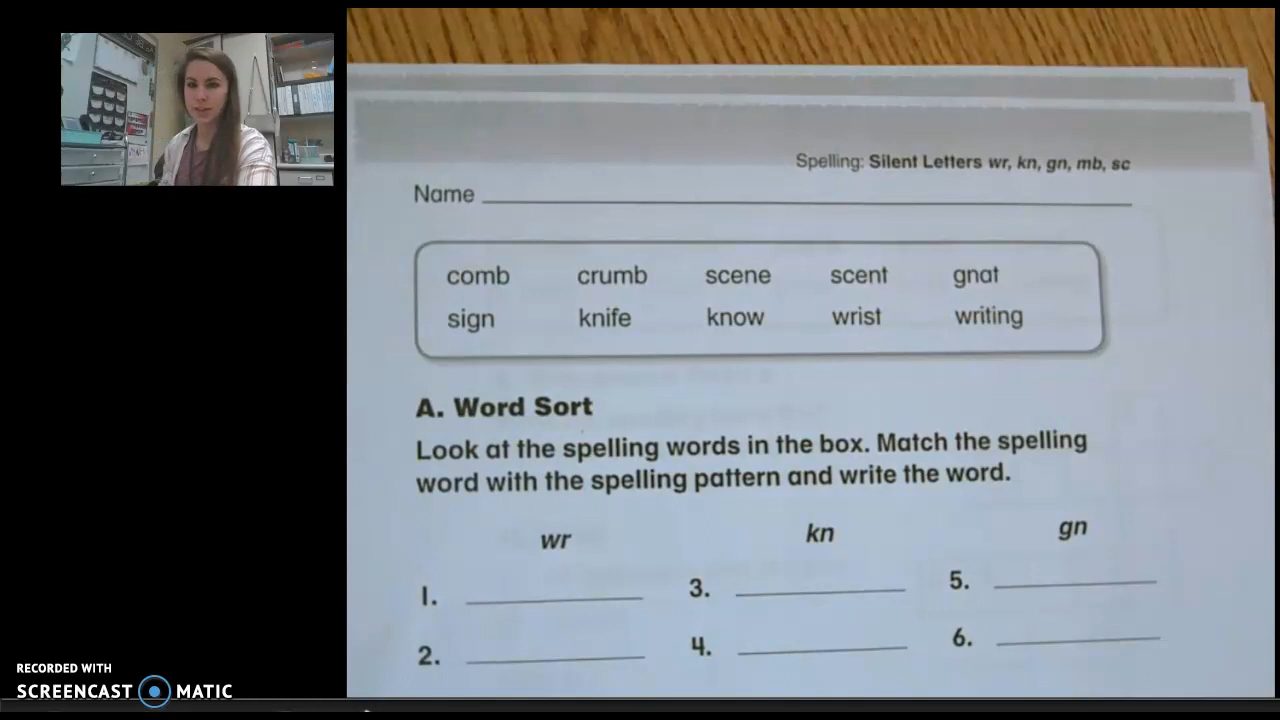 Spelling: Silent Letters wr, kn, gn, mb, sc
Name
comb crumb scene scent gnat
sign knife know wrist writing
A. Word Sort
Look at the spelling words in the box. Match the spelling
word with the spelling pattern and write the word.
wr kn gn
1. 3. 5.
2. 4. 6.
RECORDED WITH
SCREENCAST MATIC